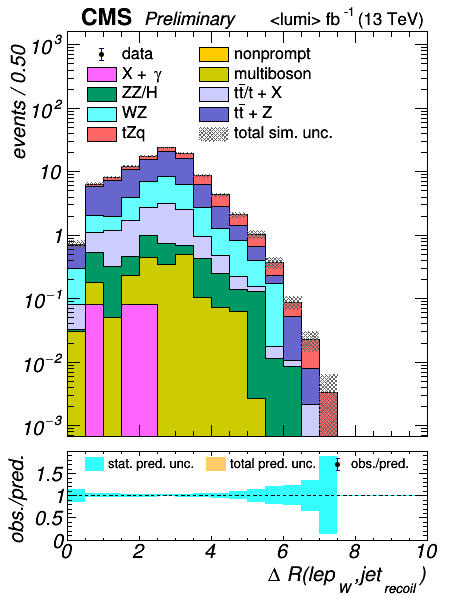 CMS Preliminary <lumi> fb⁻¹ (13 TeV)
events / 0.50
10³
10²
10
1
10⁻¹
10⁻²
10⁻³
data
nonprompt
X + γ
multiboson
ZZ/H
tt̄/t + X
WZ
tt̄ + Z
tZq
total sim. unc.
obs./pred.
1.5
1
0.5
0
stat. pred. unc.
total pred. unc.
obs./pred.
0 2 4 6 8 10
Δ R(lep_W,jet_recoil)